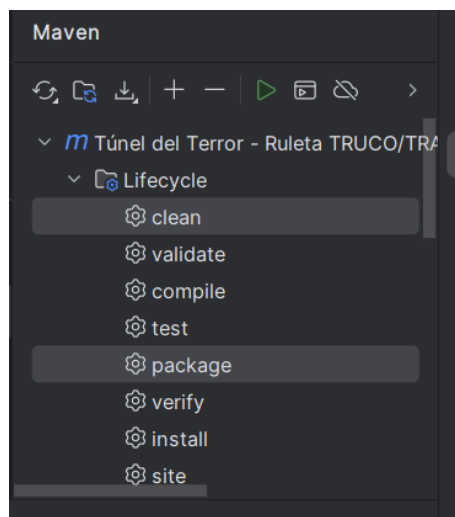 Maven
m Túnel del Terror - Ruleta TRUCO/TRA
Lifecycle
clean
validate
compile
test
package
verify
install
site